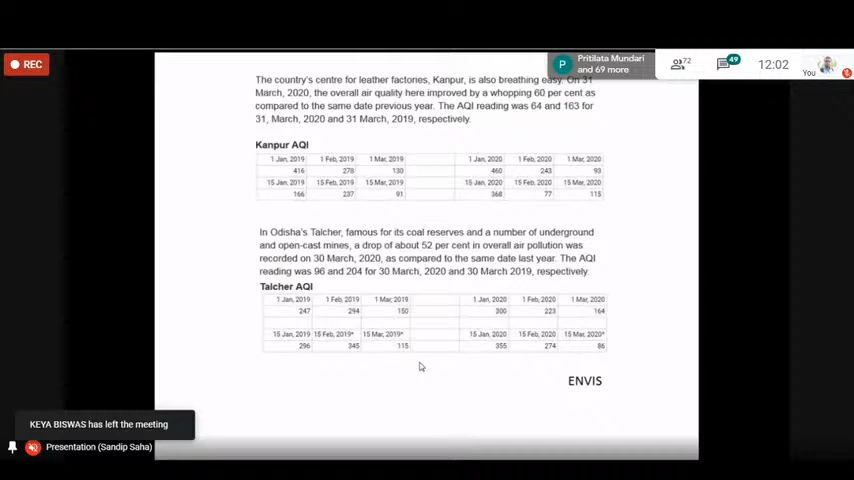 REC
Pritilata Mundari
and 69 more
P
72
49
12:02
You
The country's centre for leather factories, Kanpur, is also breathing easy. On 31
March, 2020, the overall air quality here improved by a whopping 60 per cent as
compared to the same date previous year. The AQI reading was 64 and 163 for
31, March, 2020 and 31 March, 2019, respectively.
Kanpur AQI
1 Jan, 2019 1 Feb, 2019 1 Mar, 2019 1 Jan, 2020 1 Feb, 2020 1 Mar, 2020
416 278 130 460 243 93
15 Jan, 2019 15 Feb, 2019 15 Mar, 2019 15 Jan, 2020 15 Feb, 2020 15 Mar, 2020
166 237 91 368 77 115
In Odisha's Talcher, famous for its coal reserves and a number of underground
and open-cast mines, a drop of about 52 per cent in overall air pollution was
recorded on 30 March, 2020, as compared to the same date last year. The AQI
reading was 96 and 204 for 30 March, 2020 and 30 March 2019, respectively.
Talcher AQI
1 Jan, 2019 1 Feb, 2019 1 Mar, 2019 1 Jan, 2020 1 Feb, 2020 1 Mar, 2020
247 294 150 300 223 164
15 Jan, 2019 15 Feb, 2019* 15 Mar, 2019* 15 Jan, 2020 15 Feb, 2020 15 Mar, 2020*
296 345 115 355 274 86
ENVIS
KEYA BISWAS has left the meeting
Presentation (Sandip Saha)